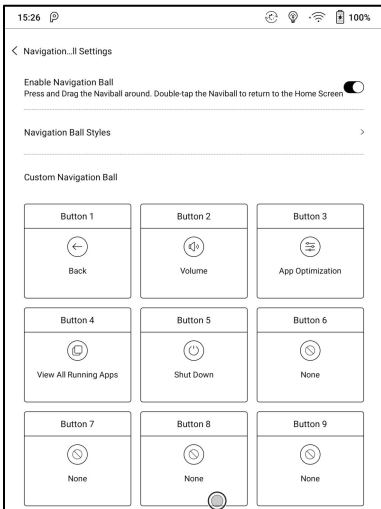 15:26 100%
Navigation...ll Settings
Enable Navigation Ball
Press and Drag the Naviball around. Double-tap the Naviball to return to the Home Screen
Navigation Ball Styles
Custom Navigation Ball
Button 1 Button 2 Button 3
Back Volume App Optimization
Button 4 Button 5 Button 6
View All Running Apps Shut Down None
Button 7 Button 8 Button 9
None None None